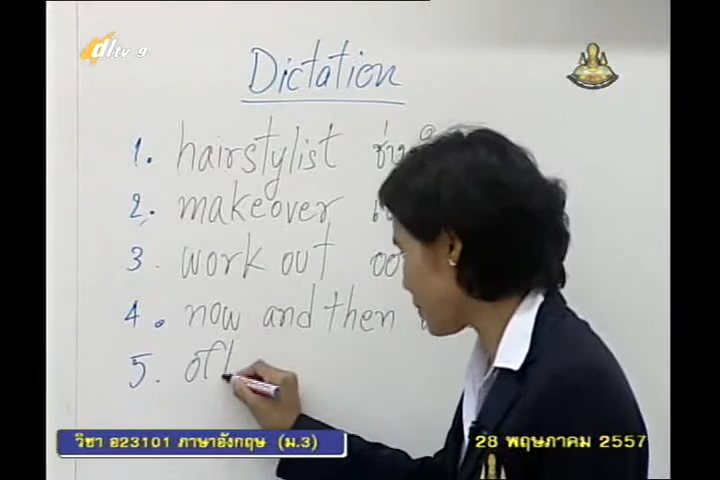 dltv 9
Dictation
1. hairstylist
2. makeover
3. work out
4. now and then
5.
วิชา อ23101 ภาษาอังกฤษ (ม.3)
28 พฤษภาคม 2557